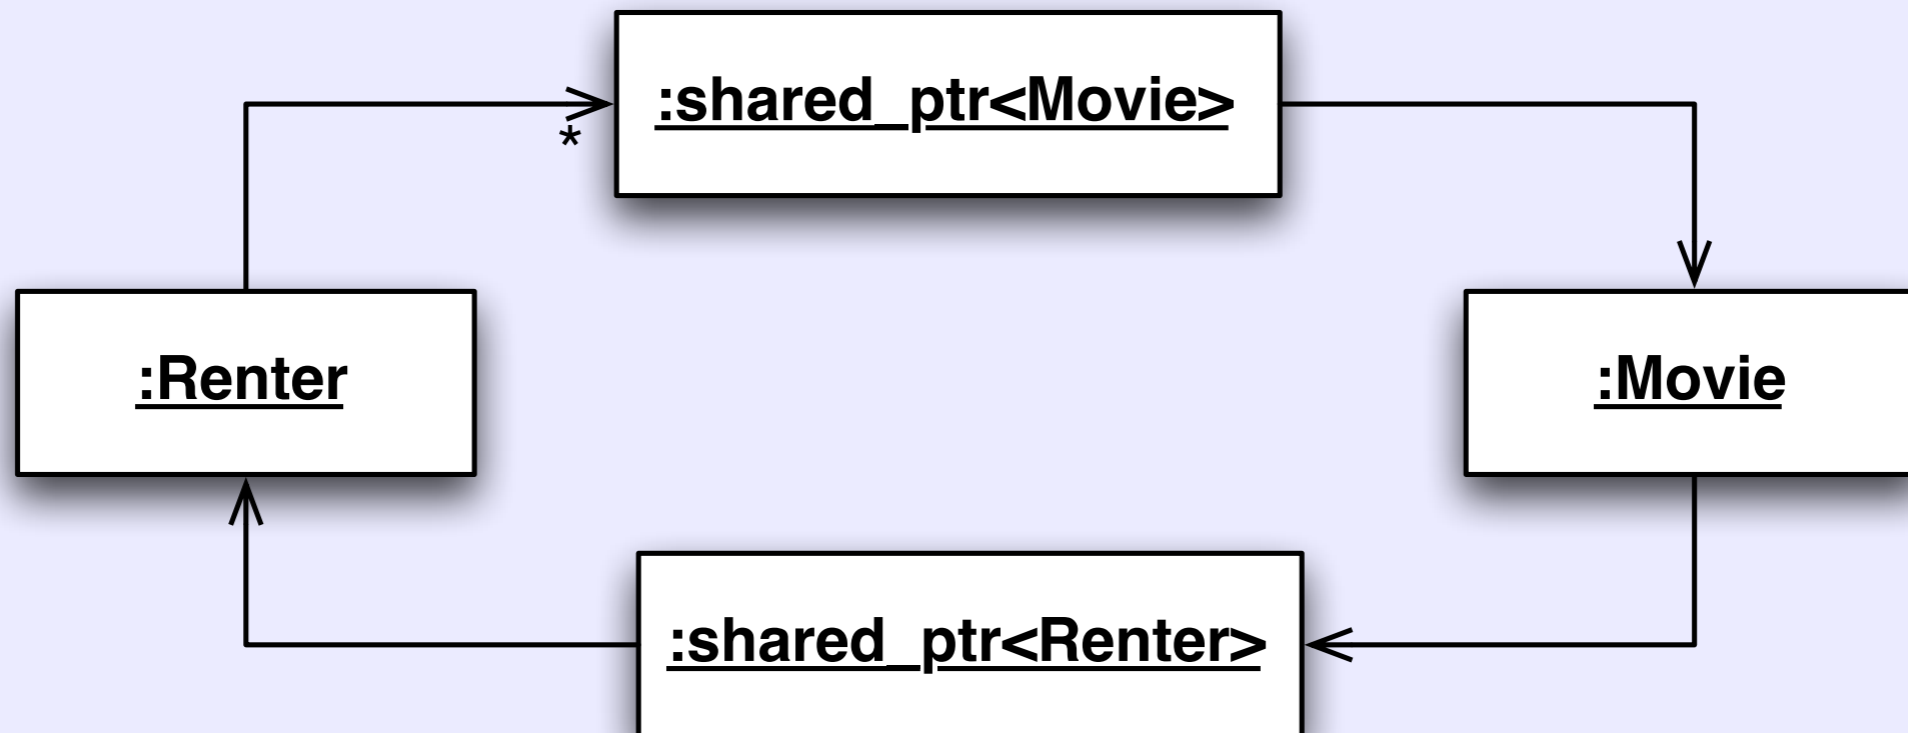 :shared_ptr<Movie>
*
:Renter
:Movie
:shared_ptr<Renter>